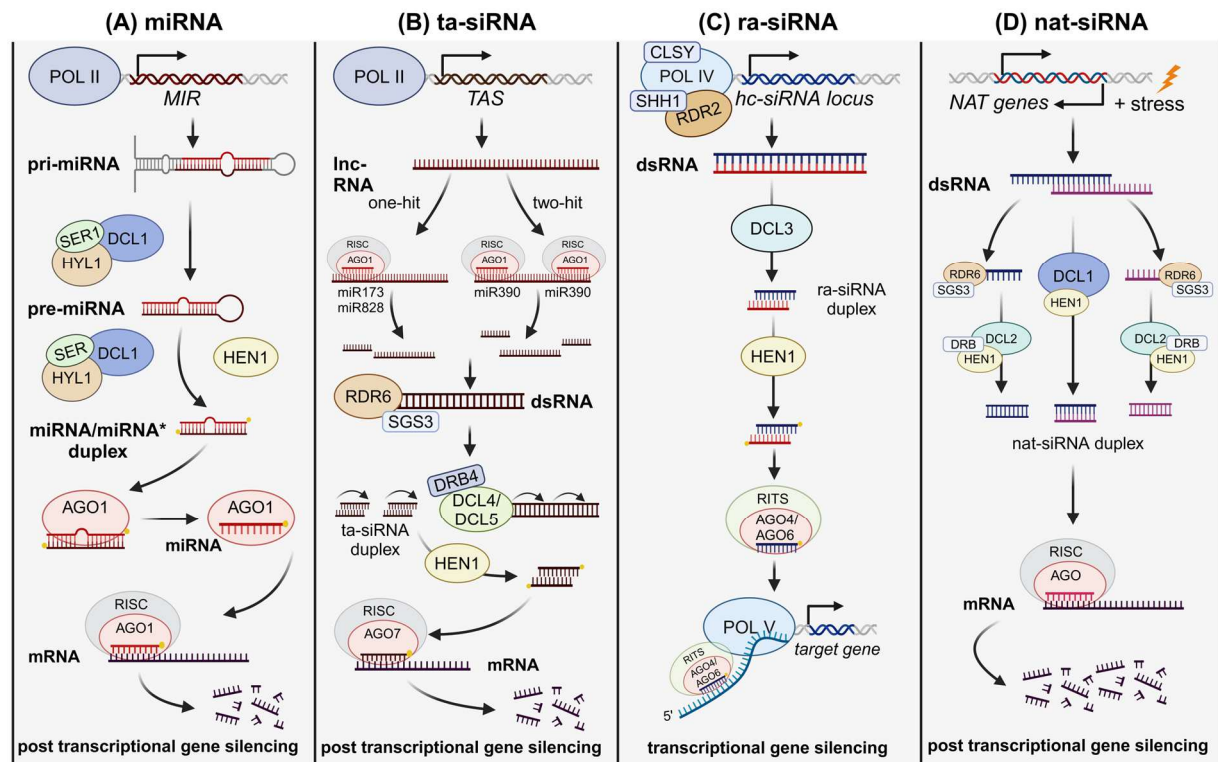 (A) miRNA
POL II
MIR
pri-miRNA
SER1
DCL1
HYL1
pre-miRNA
SER
DCL1
HYL1
HEN1
miRNA/miRNA*
duplex
AGO1
AGO1
miRNA
RISC
AGO1
mRNA
post transcriptional gene silencing
(B) ta-siRNA
POL II
TAS
lnc-
RNA
one-hit
two-hit
RISC
AGO1
RISC
AGO1
RISC
AGO1
miR173
miR828
miR390
miR390
RDR6
SGS3
dsRNA
DRB4
DCL4/
DCL5
ta-siRNA
duplex
HEN1
RISC
AGO7
mRNA
post transcriptional gene silencing
(C) ra-siRNA
CLSY
POL IV
SHH1
RDR2
hc-siRNA locus
dsRNA
DCL3
ra-siRNA
duplex
HEN1
RITS
AGO4/
AGO6
POL V
target gene
RITS
AGO4/
AGO6
5'
transcriptional gene silencing
(D) nat-siRNA
NAT genes
+ stress
dsRNA
RDR6
SGS3
DCL1
HEN1
RDR6
SGS3
DRB
DCL2
HEN1
DCL2
DRB
HEN1
nat-siRNA duplex
RISC
AGO
mRNA
post transcriptional gene silencing